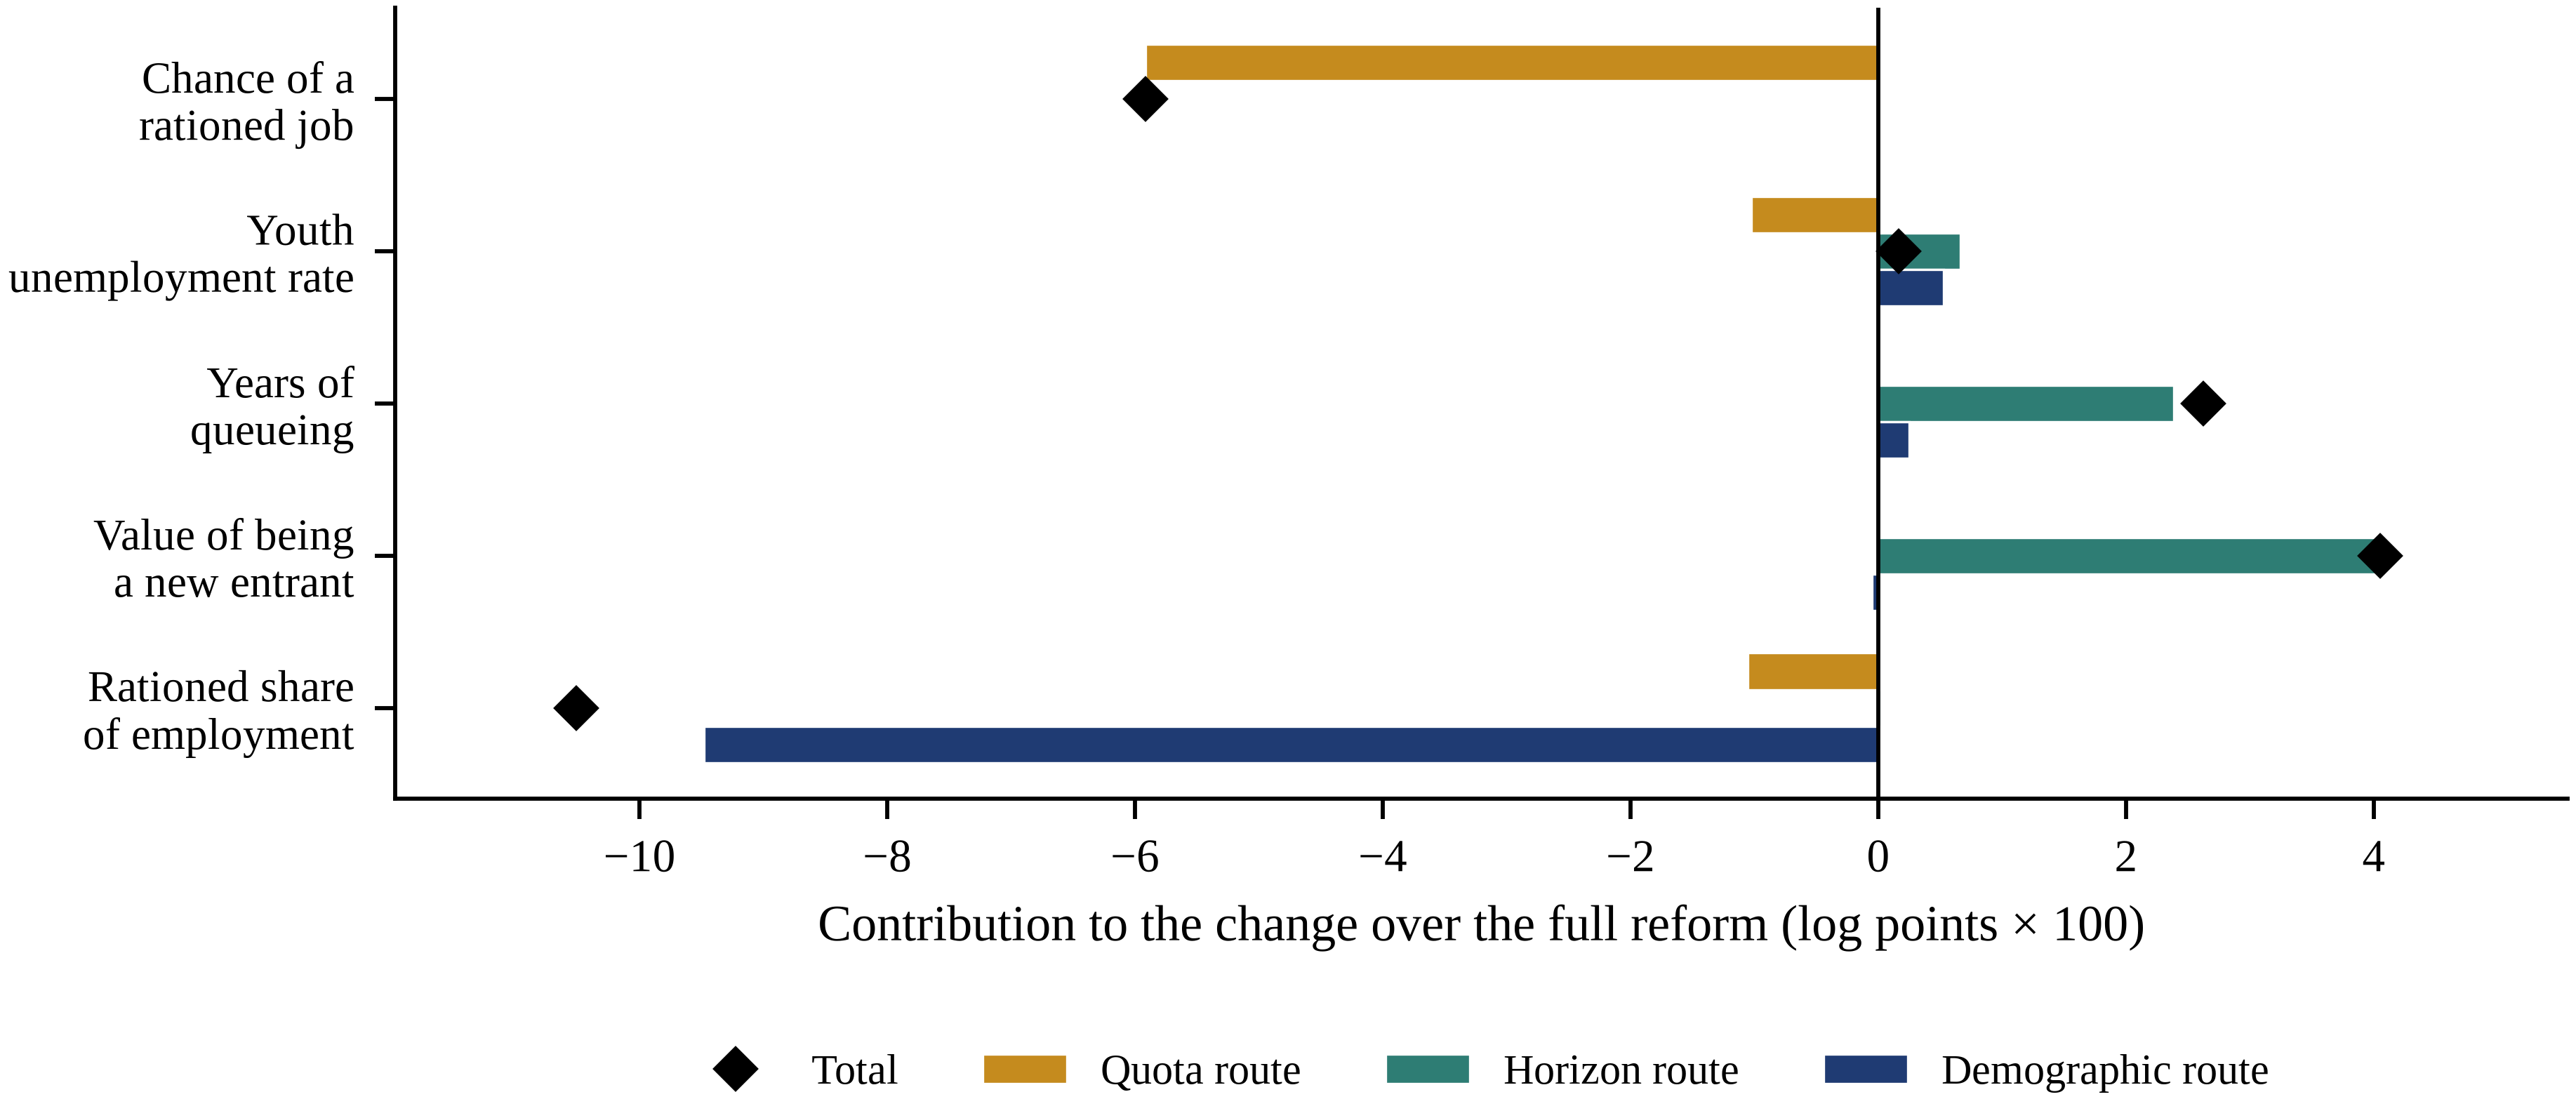 Chance of a
rationed job
Youth
unemployment rate
Years of
queueing
Value of being
a new entrant
Rationed share
of employment
−10 −8 −6 −4 −2 0 2 4
Contribution to the change over the full reform (log points × 100)
Total Quota route Horizon route Demographic route